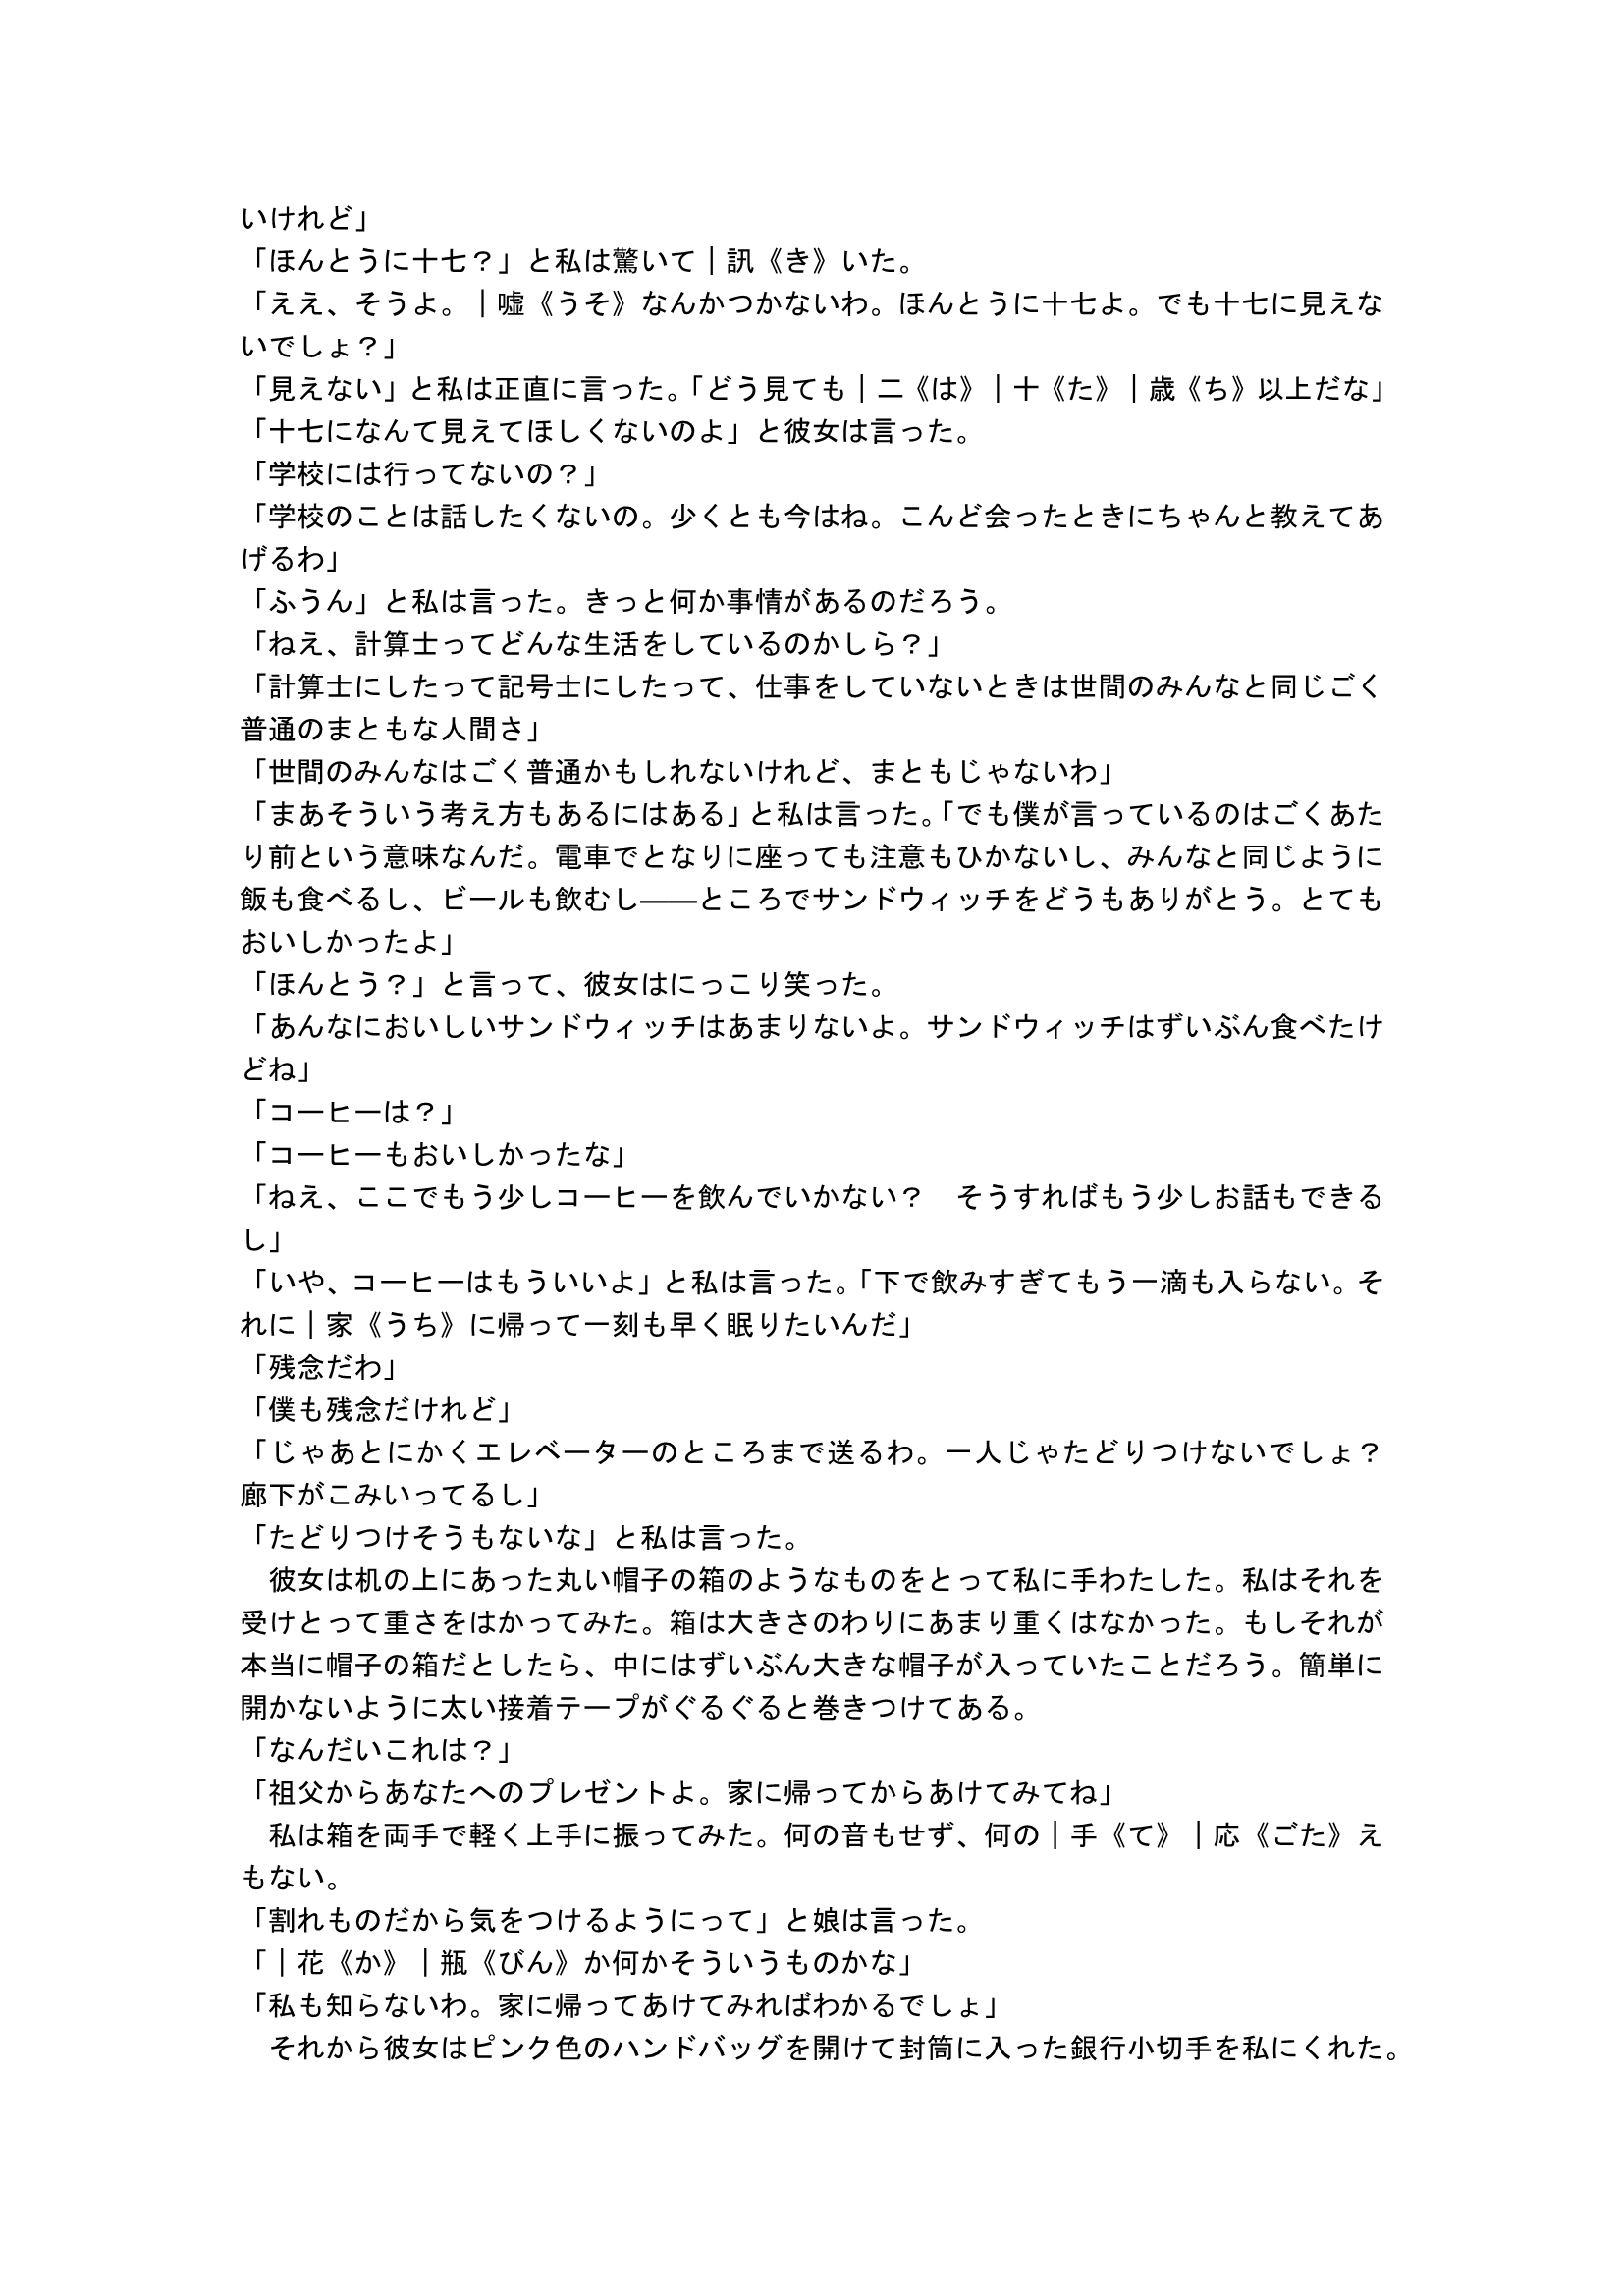 いけれど」
「ほんとうに十七？」と私は驚いて｜訊《き》いた。
「ええ、そうよ。｜嘘《うそ》なんかつかないわ。ほんとうに十七よ。でも十七に見えな
いでしょ？」
「見えない」と私は正直に言った。「どう見ても｜二《は》｜十《た》｜歳《ち》以上だな」
「十七になんて見えてほしくないのよ」と彼女は言った。
「学校には行ってないの？」
「学校のことは話したくないの。少くとも今はね。こんど会ったときにちゃんと教えてあ
げるわ」
「ふうん」と私は言った。きっと何か事情があるのだろう。
「ねえ、計算士ってどんな生活をしているのかしら？」
「計算士にしたって記号士にしたって、仕事をしていないときは世間のみんなと同じごく
普通のまともな人間さ」
「世間のみんなはごく普通かもしれないけれど、まともじゃないわ」
「まあそういう考え方もあるにはある」と私は言った。「でも僕が言っているのはごくあた
り前という意味なんだ。電車でとなりに座っても注意もひかないし、みんなと同じように
飯も食べるし、ビールも飲むし――ところでサンドウィッチをどうもありがとう。とても
おいしかったよ」
「ほんとう？」と言って、彼女はにっこり笑った。
「あんなにおいしいサンドウィッチはあまりないよ。サンドウィッチはずいぶん食べたけ
どね」
「コーヒーは？」
「コーヒーもおいしかったな」
「ねえ、ここでもう少しコーヒーを飲んでいかない？　そうすればもう少しお話もできる
し」
「いや、コーヒーはもういいよ」と私は言った。「下で飲みすぎてもう一滴も入らない。そ
れに｜家《うち》に帰って一刻も早く眠りたいんだ」
「残念だわ」
「僕も残念だけれど」
「じゃあとにかくエレベーターのところまで送るわ。一人じゃたどりつけないでしょ？
廊下がこみいってるし」
「たどりつけそうもないな」と私は言った。
　彼女は机の上にあった丸い帽子の箱のようなものをとって私に手わたした。私はそれを
受けとって重さをはかってみた。箱は大きさのわりにあまり重くはなかった。もしそれが
本当に帽子の箱だとしたら、中にはずいぶん大きな帽子が入っていたことだろう。簡単に
開かないように太い接着テープがぐるぐると巻きつけてある。
「なんだいこれは？」
「祖父からあなたへのプレゼントよ。家に帰ってからあけてみてね」
　私は箱を両手で軽く上手に振ってみた。何の音もせず、何の｜手《て》｜応《ごた》え
もない。
「割れものだから気をつけるようにって」と娘は言った。
「｜花《か》｜瓶《びん》か何かそういうものかな」
「私も知らないわ。家に帰ってあけてみればわかるでしょ」
　それから彼女はピンク色のハンドバッグを開けて封筒に入った銀行小切手を私にくれた。